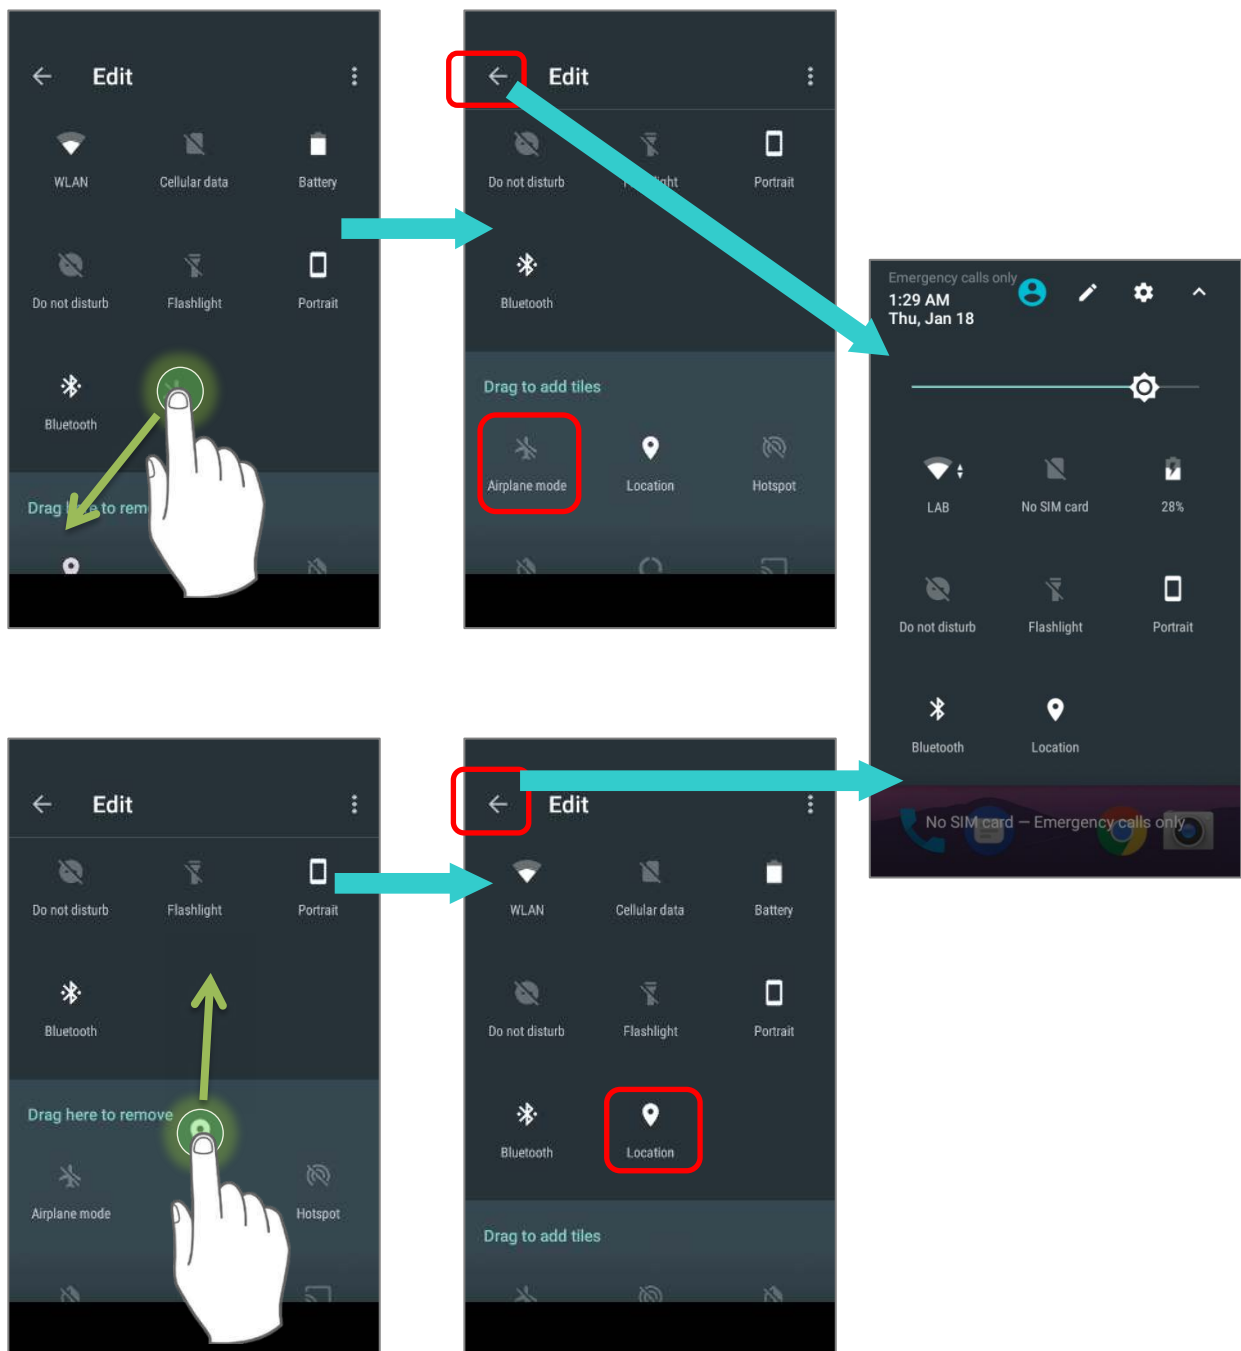 Edit
WLAN
Cellular data
Battery
Do not disturb
Flashlight
Portrait
Bluetooth
Drag to rem
Edit
Do not disturb
Portrait
Bluetooth
Drag to add tiles
Airplane mode
Location
Hotspot
Emergency calls only
1:29 AM
Thu, Jan 18
LAB
No SIM card
28%
Do not disturb
Flashlight
Portrait
Bluetooth
Location
No SIM card — Emergency calls only
Edit
Do not disturb
Flashlight
Portrait
Bluetooth
Drag here to remove
Airplane mode
Hotspot
Edit
WLAN
Cellular data
Battery
Do not disturb
Flashlight
Portrait
Bluetooth
Location
Drag to add tiles